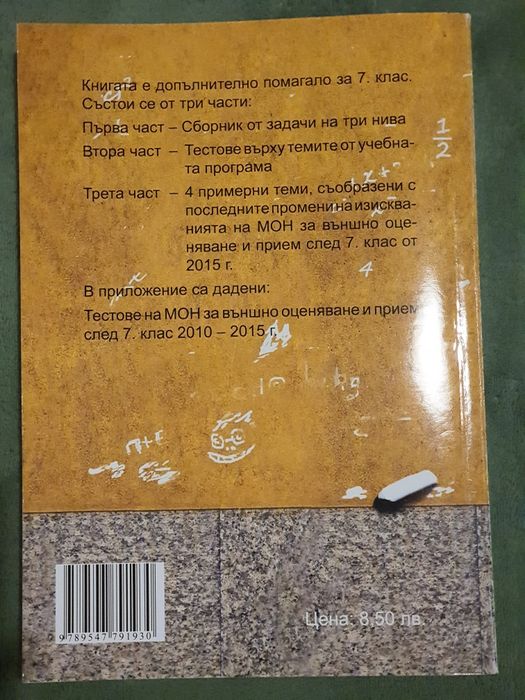 Книгата е допълнително помагало за 7. клас.
Състои се от три части:
Първа част – Сборник от задачи на три нива
Втора част – Тестове върху темите от учебна-
та програма
Трета част – 4 примерни теми, съобразени с
последните промени на изисква-
нията на МОН за външно оце-
няване и прием след 7. клас от
2015 г.
В приложение са дадени:
Тестове на МОН за външно оценяване и прием
след 7. клас 2010 – 2015 г.
1
2
4
Цена: 8,50 лв.
9789547791930